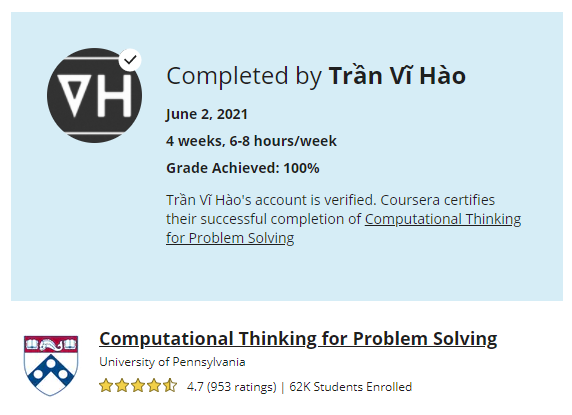 VH
Completed by Trần Vĩ Hào
June 2, 2021
4 weeks, 6-8 hours/week
Grade Achieved: 100%
Trần Vĩ Hào's account is verified. Coursera certifies
their successful completion of Computational Thinking
for Problem Solving
Computational Thinking for Problem Solving
University of Pennsylvania
4.7 (953 ratings) | 62K Students Enrolled